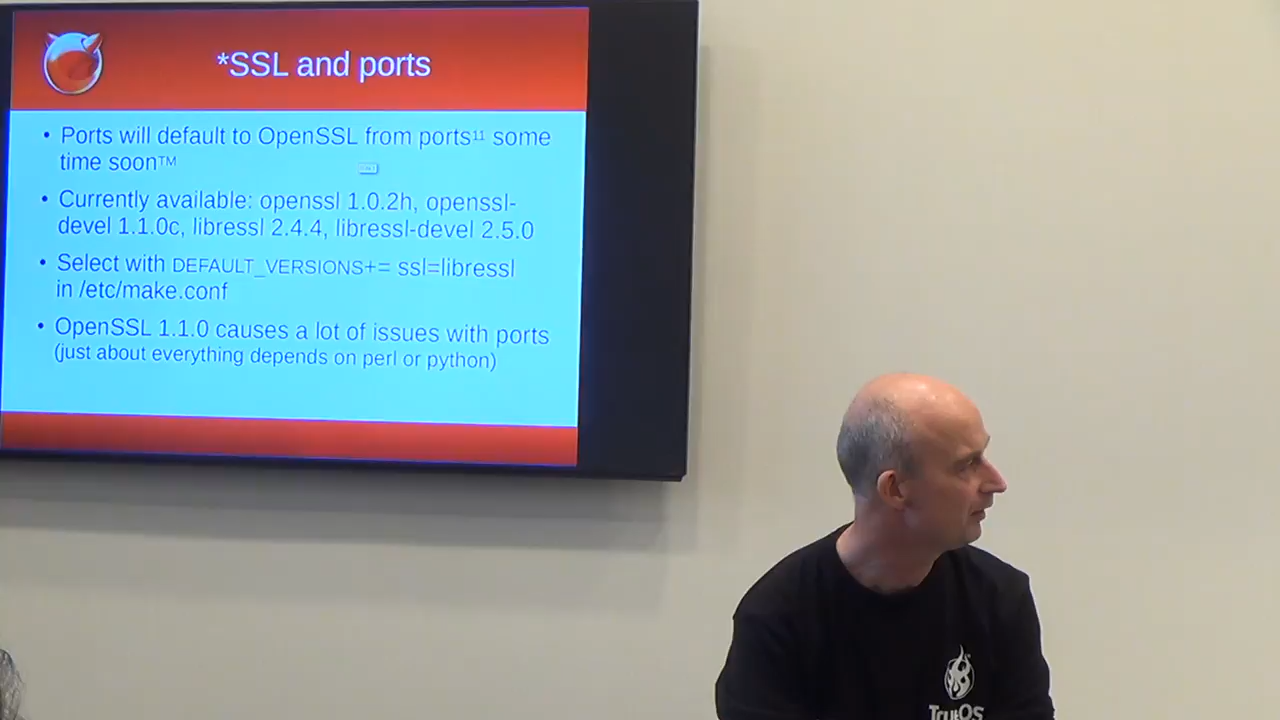 *SSL and ports
• Ports will default to OpenSSL from ports¹¹ some
time soon™
• Currently available: openssl 1.0.2h, openssl-
devel 1.1.0c, libressl 2.4.4, libressl-devel 2.5.0
• Select with DEFAULT_VERSIONS+= ssl=libressl
in /etc/make.conf
• OpenSSL 1.1.0 causes a lot of issues with ports
(just about everything depends on perl or python)
TrueOS